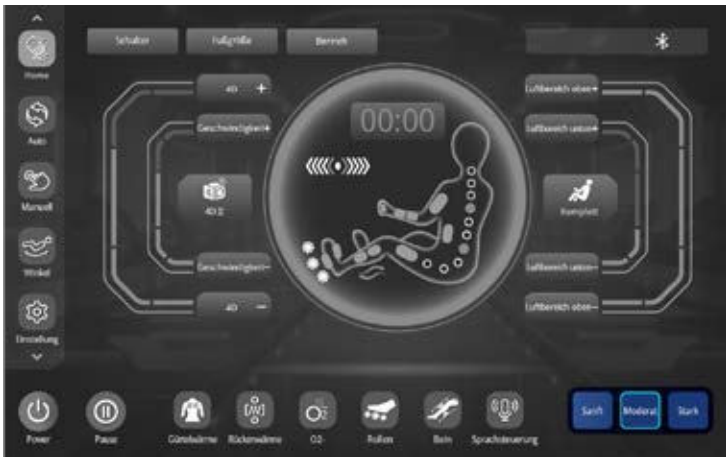 Schulter
Fußgröße
Bereich
Home
Auto
Manuell
Winkel
Einstellung
4D +
Geschwindigkeit+
4D
Geschwindigkeit-
4D -
00:00
Luftbereich oben+
Luftbereich unten+
Komplett
Luftbereich unten-
Luftbereich oben-
Power
Pause
Gürtelwärme
Rückenwärme
O2-
Rollen
Bein
Sprachsteuerung
Sanft
Moderat
Stark